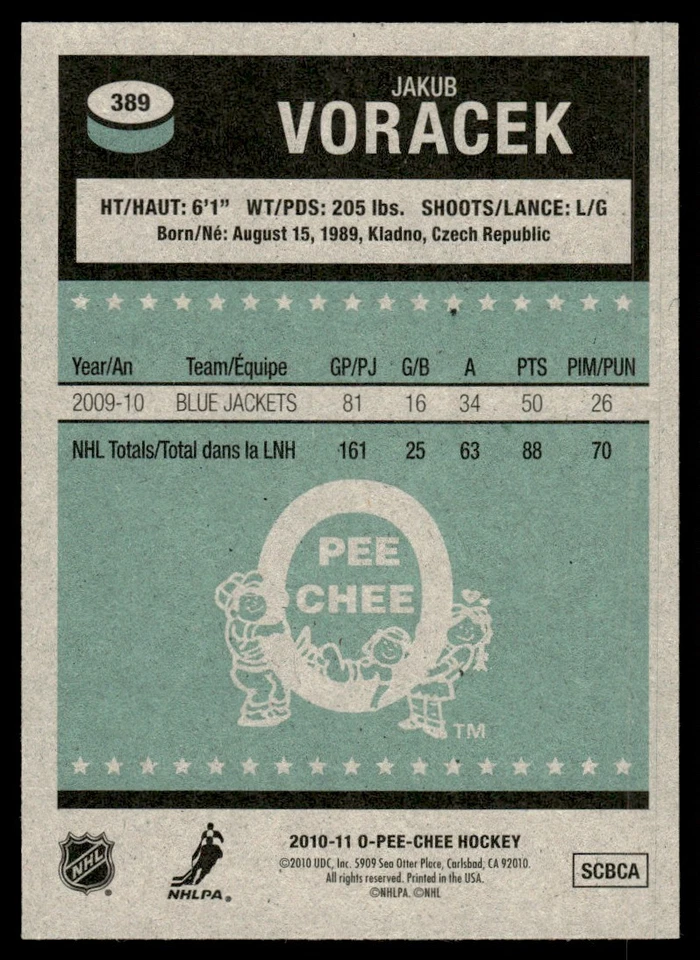 389
JAKUB
VORACEK
HT/HAUT: 6'1" WT/PDS: 205 lbs. SHOOTS/LANCE: L/G
Born/Né: August 15, 1989, Kladno, Czech Republic
Year/An Team/Équipe GP/PJ G/B A PTS PIM/PUN
2009-10 BLUE JACKETS 81 16 34 50 26
NHL Totals/Total dans la LNH 161 25 63 88 70
O
PEE
CHEE
TM
NHL
NHLPA®
2010-11 O-PEE-CHEE HOCKEY
©2010 UDC, Inc. 5909 Sea Otter Place, Carlsbad, CA 92010.
All rights reserved. Printed in the USA.
©NHLPA. ©NHL
SCBCA